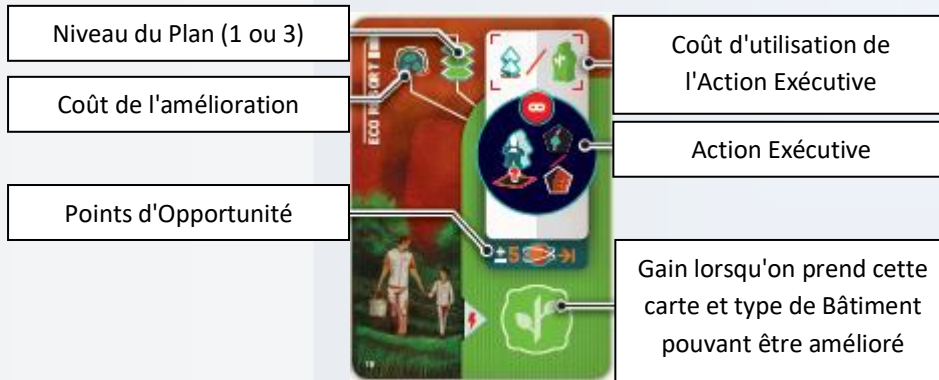 Niveau du Plan (1 ou 3)
Coût de l'amélioration
Points d'Opportunité
ECO RESORT
±5
Coût d'utilisation de
l'Action Exécutive
Action Exécutive
Gain lorsqu'on prend cette
carte et type de Bâtiment
pouvant être amélioré